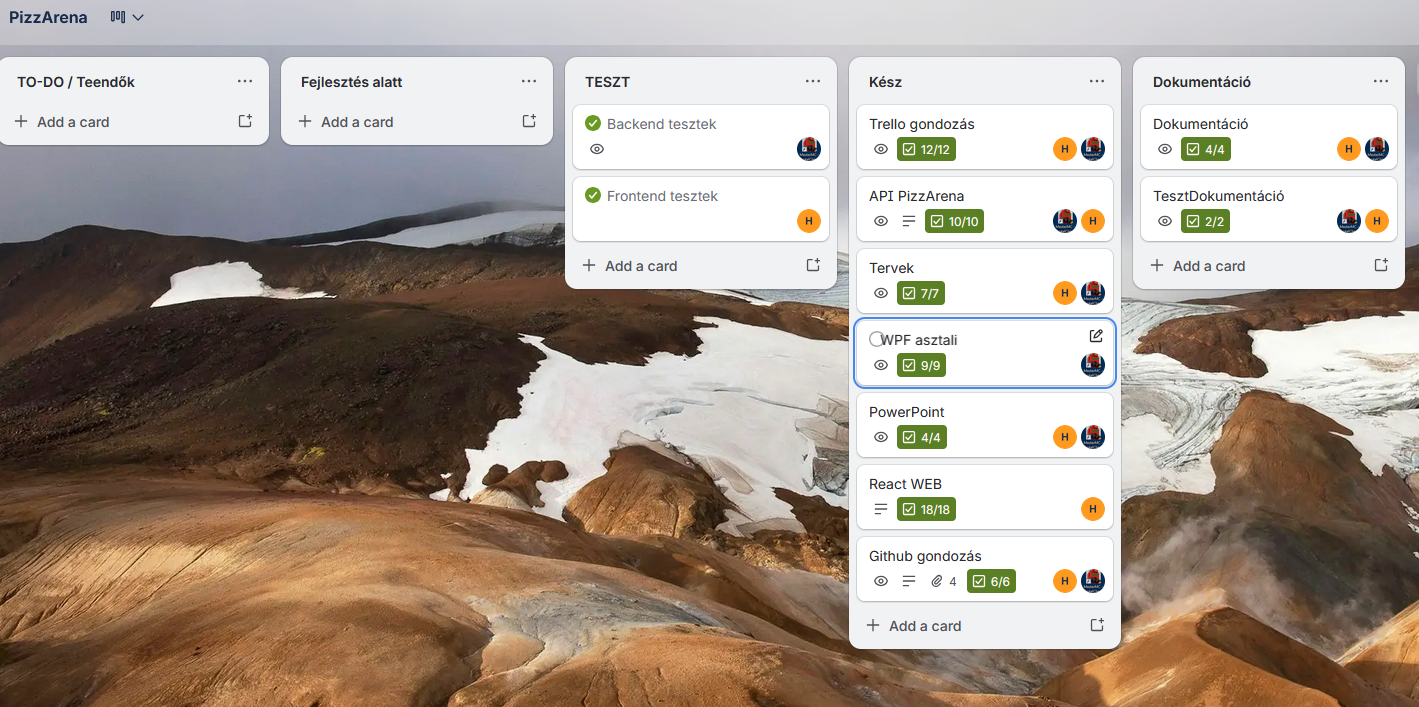 PizzArena
TO-DO / Teendők
Add a card
Fejlesztés alatt
Add a card
TESZT
Backend tesztek
Frontend tesztek
H
Add a card
Kész
Trello gondozás
12/12
H
API PizzArena
10/10
H
Tervek
7/7
H
WPF asztali
9/9
PowerPoint
4/4
H
React WEB
18/18
H
Github gondozás
4
6/6
H
Add a card
Dokumentáció
Dokumentáció
4/4
H
TesztDokumentáció
2/2
H
Add a card